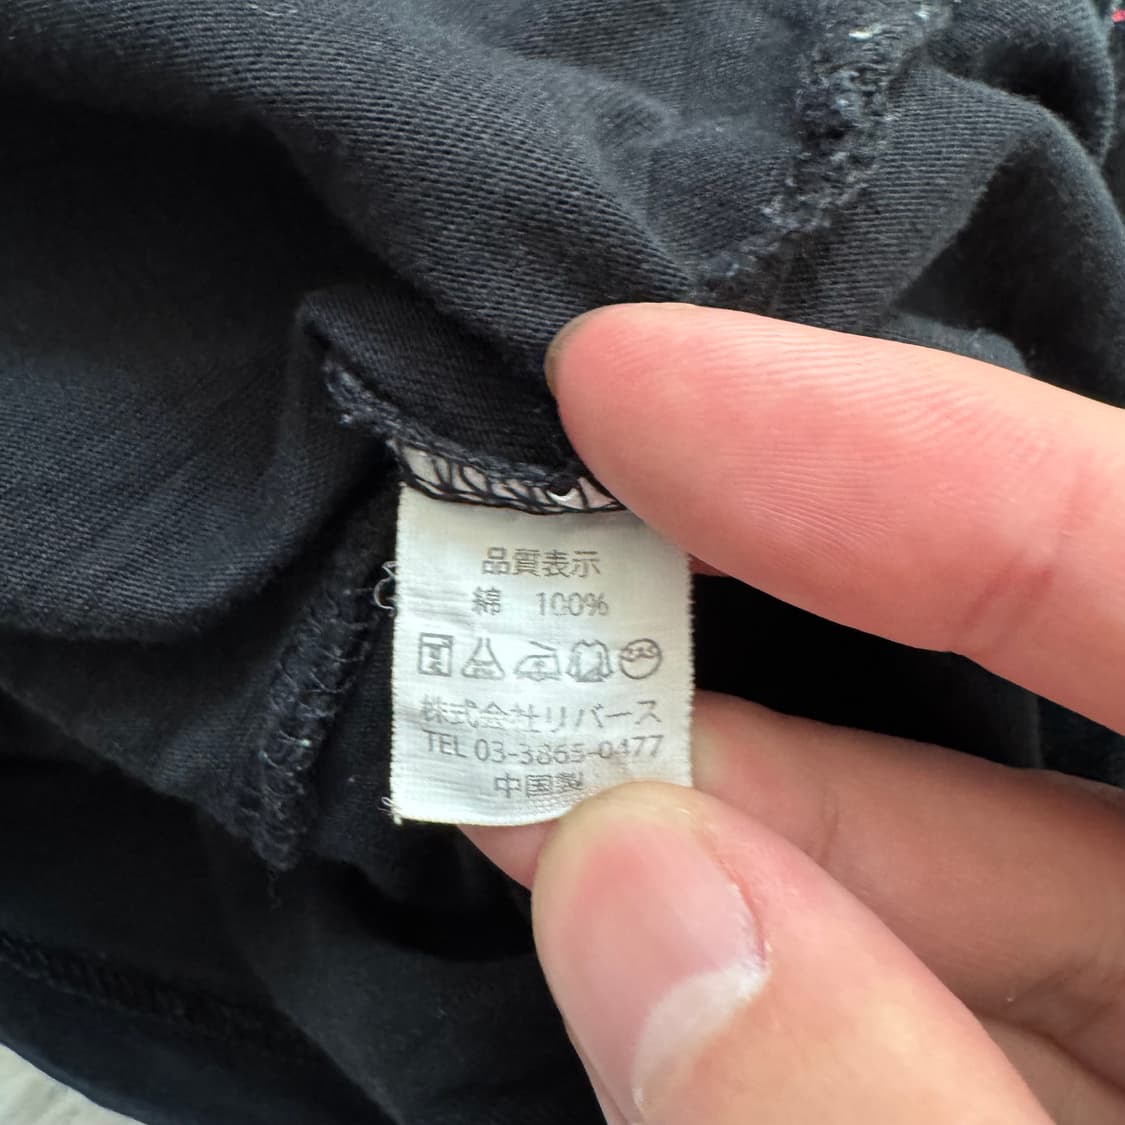 品質表示
綿 100%
株式会社リバース
TEL 03-3865-0477
中国製